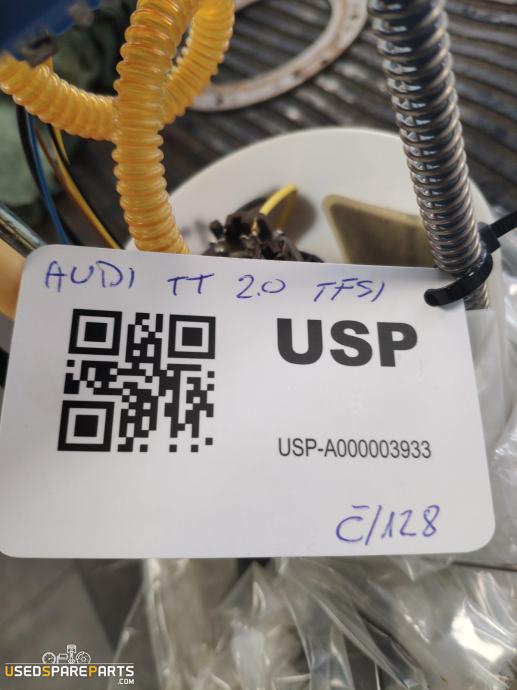 AUDI TT 2.0 TFSI
USP
USP-A000003933
Č/128
USEDSPAREPARTS
.COM